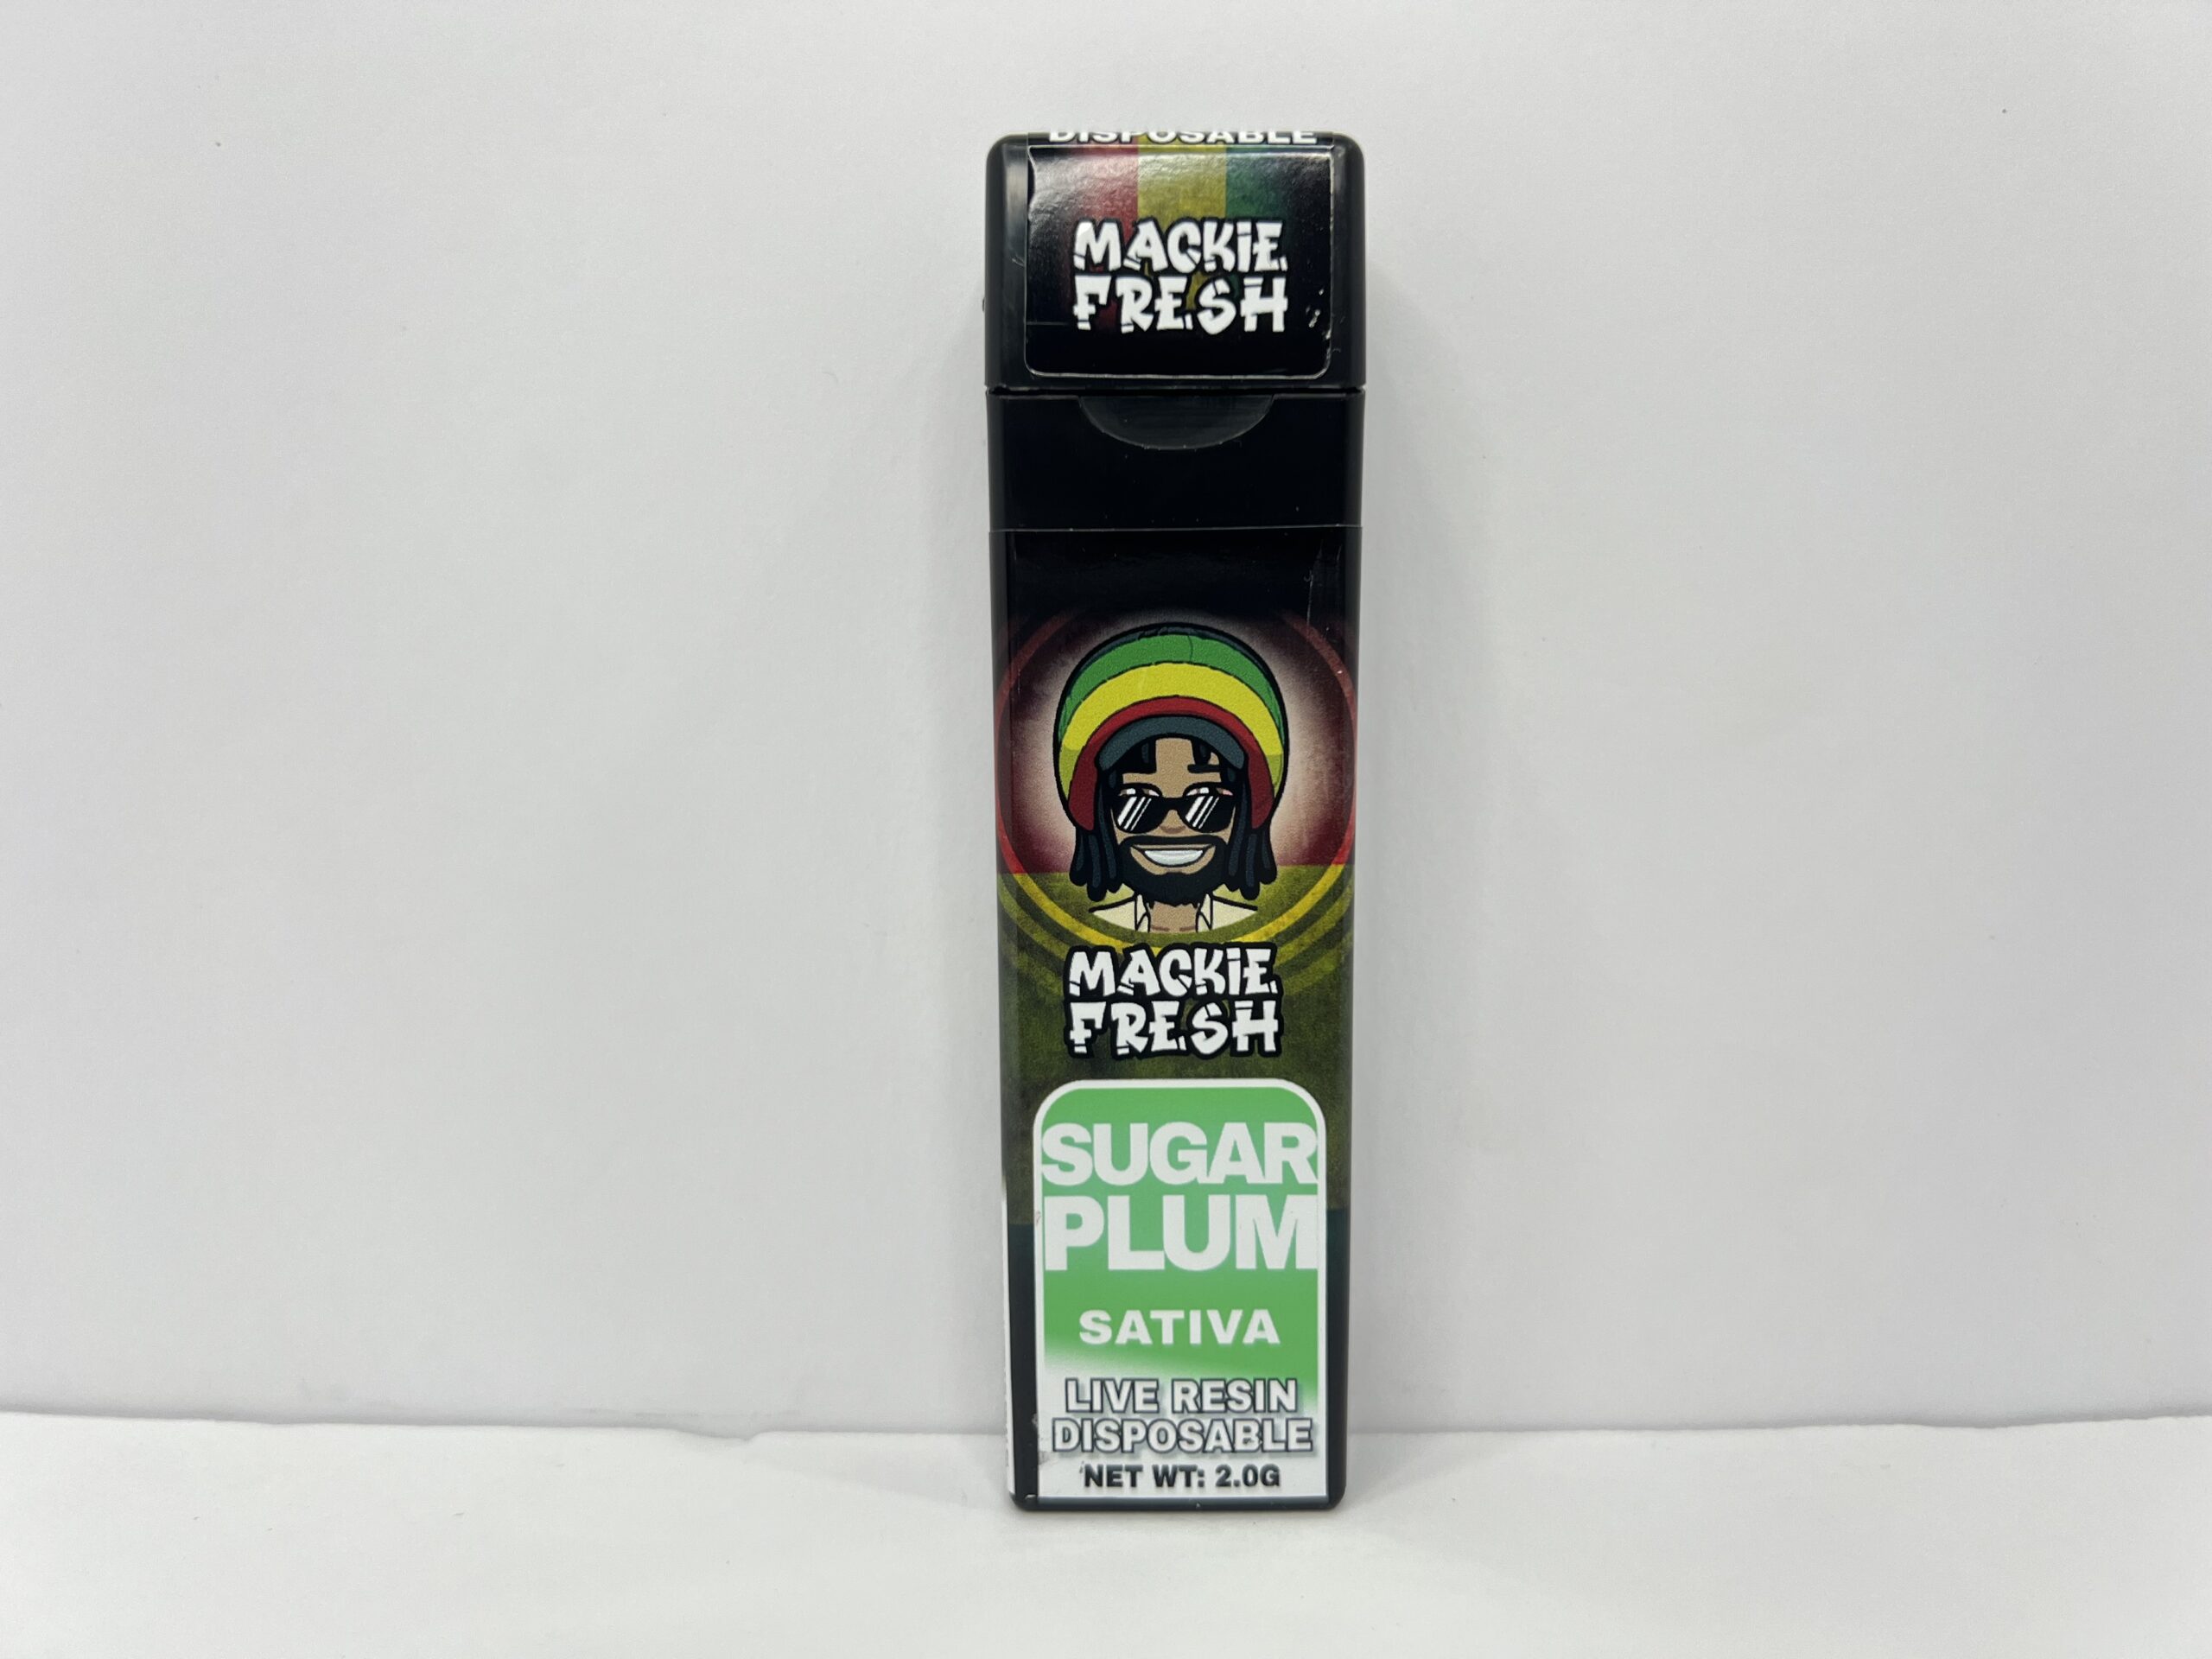 DISPOSABLE
MACKIE
FRESH
MACKIE
FRESH
SUGAR
PLUM
SATIVA
LIVE RESIN
DISPOSABLE
NET WT: 2.0G